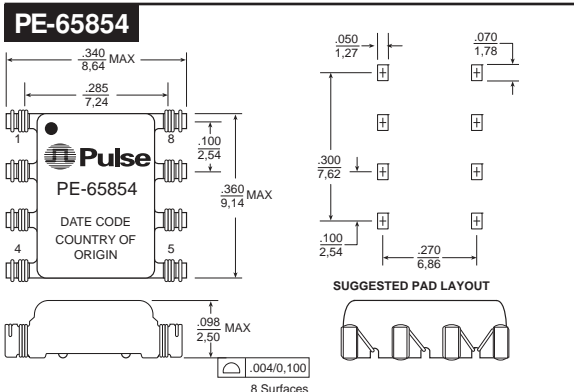 PE-65854
.340
8,64
MAX
.285
7,24
1
8
.100
2,54
Pulse
PE-65854
DATE CODE
COUNTRY OF
ORIGIN
.360
9,14
MAX
4
5
.098
2,50
MAX
.004/0,100
8 Surfaces
.050
1,27
.070
1,78
.300
7,62
.100
2,54
.270
6,86
SUGGESTED PAD LAYOUT